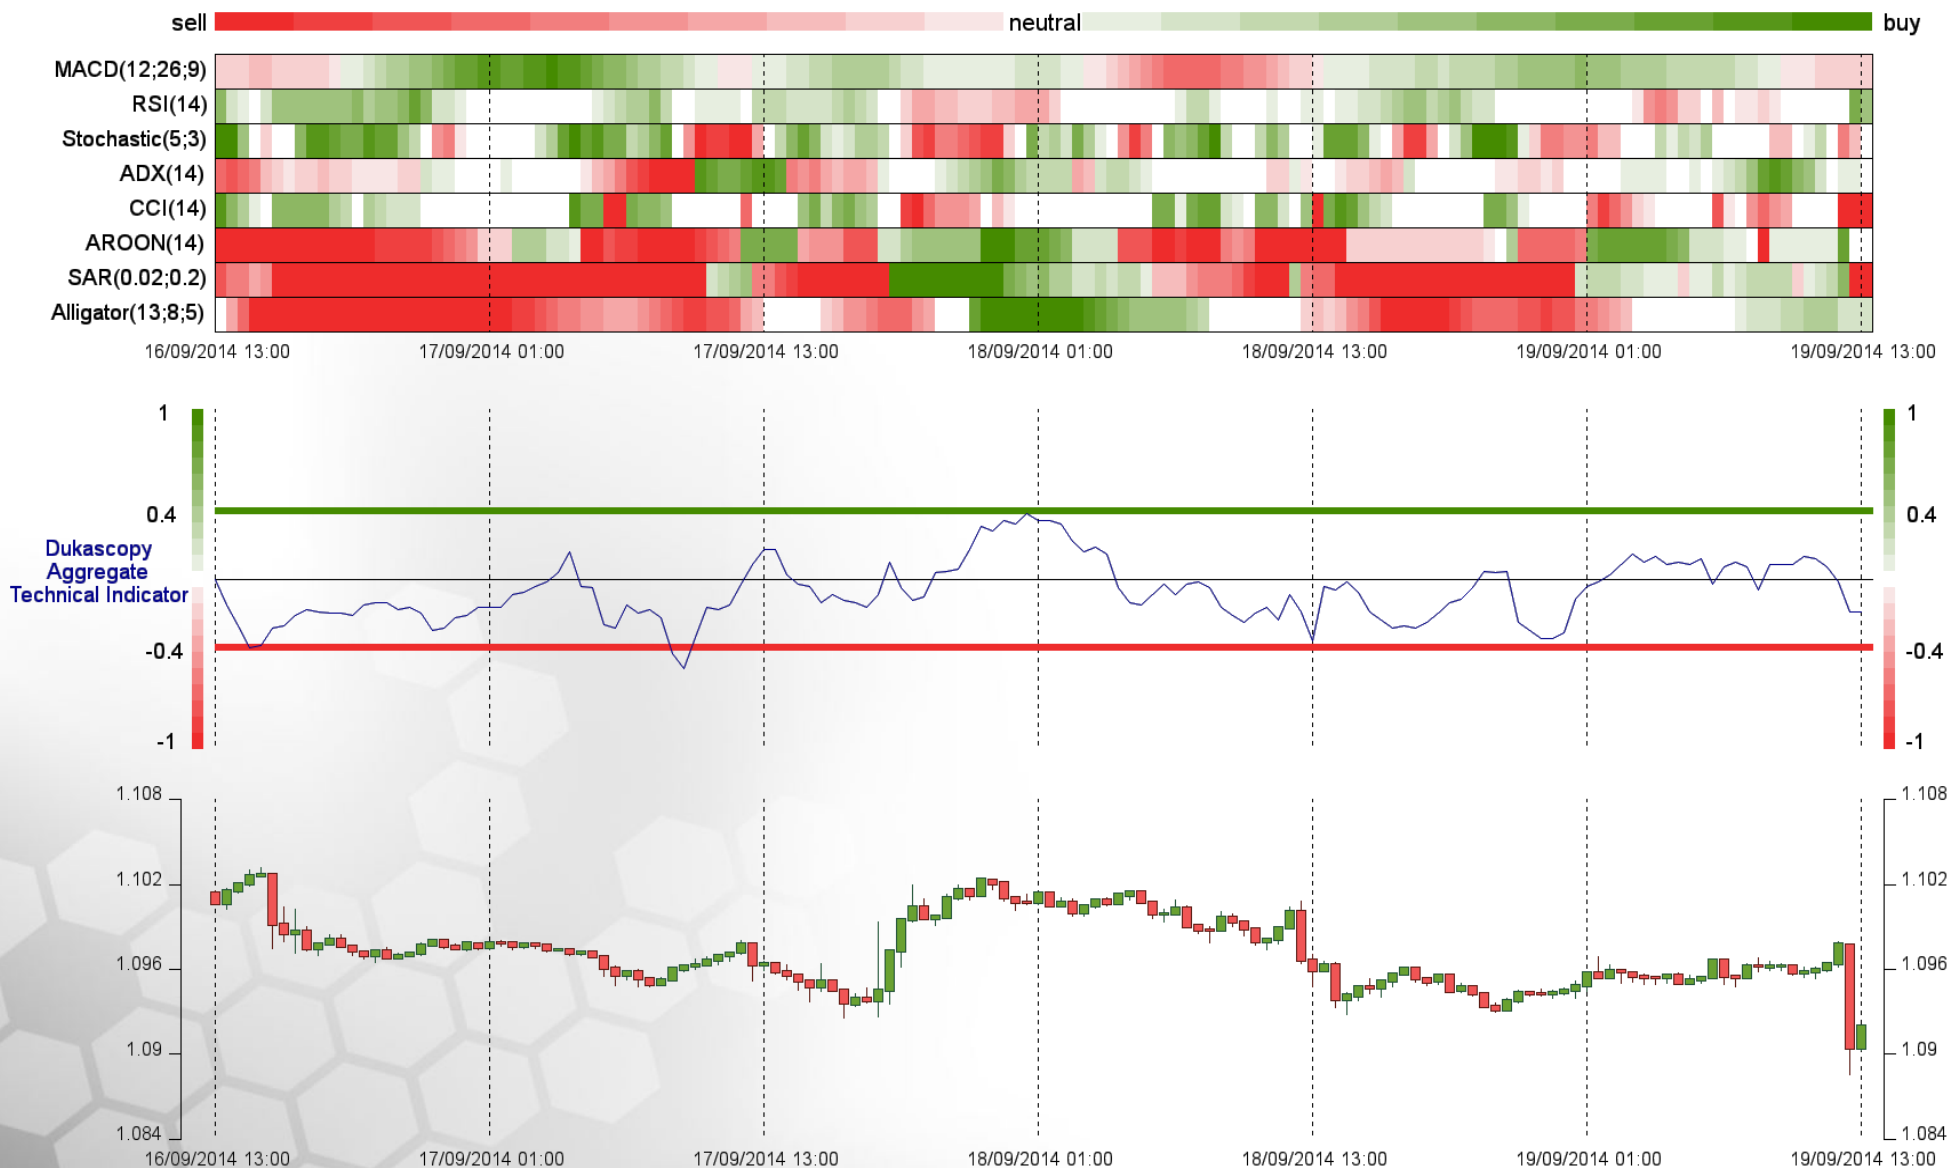 sell neutral buy
MACD(12;26;9)
RSI(14)
Stochastic(5;3)
ADX(14)
CCI(14)
AROON(14)
SAR(0.02;0.2)
Alligator(13;8;5)
16/09/2014 13:00 17/09/2014 01:00 17/09/2014 13:00 18/09/2014 01:00 18/09/2014 13:00 19/09/2014 01:00 19/09/2014 13:00
1 1
0.4 0.4
Dukascopy
Aggregate
Technical Indicator
-0.4 -0.4
-1 -1
1.108 1.108
1.102 1.102
1.096 1.096
1.09 1.09
1.084 1.084
16/09/2014 13:00 17/09/2014 01:00 17/09/2014 13:00 18/09/2014 01:00 18/09/2014 13:00 19/09/2014 01:00 19/09/2014 13:00